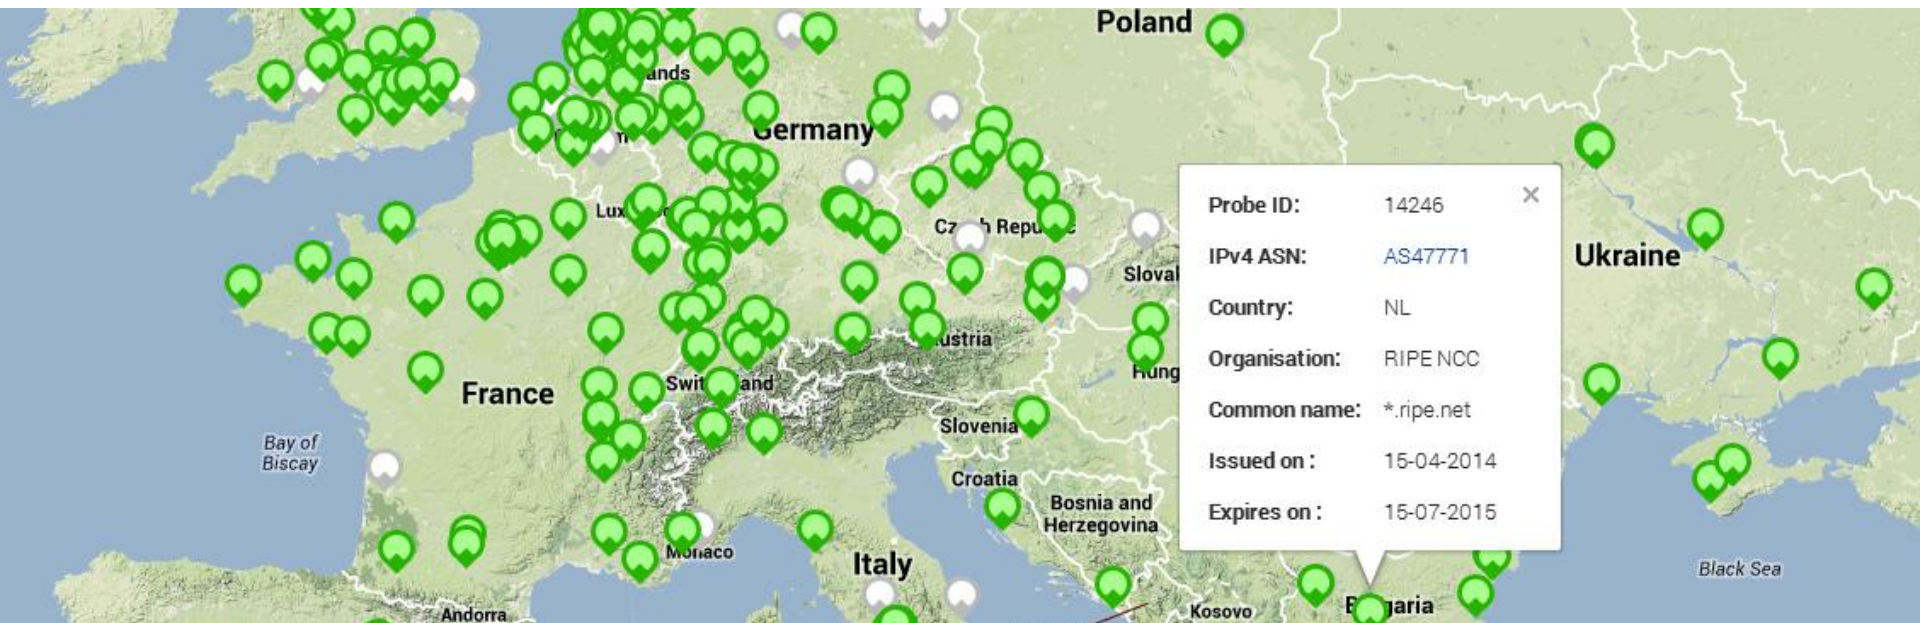 Poland
Germany
Ukraine
France
Bay of
Biscay
Slovenia
Croatia
Bosnia and
Herzegovina
Monaco
Italy
Andorra
Kosovo
Black Sea
Probe ID: 14246
IPv4 ASN: AS47771
Country: NL
Organisation: RIPE NCC
Common name: *.ripe.net
Issued on : 15-04-2014
Expires on : 15-07-2015